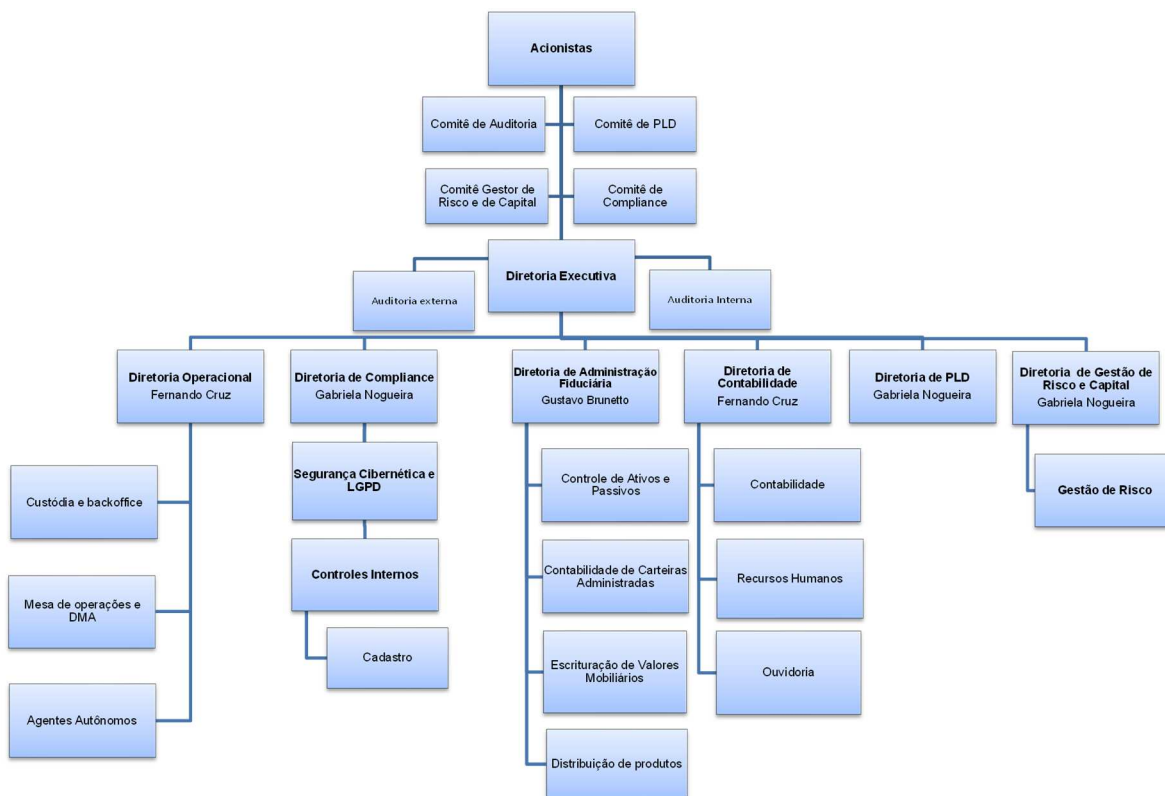 Acionistas
Comitê de Auditoria
Comitê de PLD
Comitê Gestor de
Risco e de Capital
Comitê de
Compliance
Diretoria Executiva
Auditoria externa
Auditoria Interna
Diretoria Operacional
Fernando Cruz
Diretoria de Compliance
Gabriela Nogueira
Diretoria de Administração
Fiduciária
Gustavo Brunetto
Diretoria de
Contabilidade
Fernando Cruz
Diretoria de PLD
Gabriela Nogueira
Diretoria de Gestão de
Risco e Capital
Gabriela Nogueira
Custódia e backoffice
Mesa de operações e
DMA
Agentes Autônomos
Segurança Cibernética e
LGPD
Controles Internos
Cadastro
Controle de Ativos e
Passivos
Contabilidade de Carteiras
Administradas
Escrituração de Valores
Mobiliários
Distribuição de produtos
Contabilidade
Recursos Humanos
Ouvidoria
Gestão de Risco